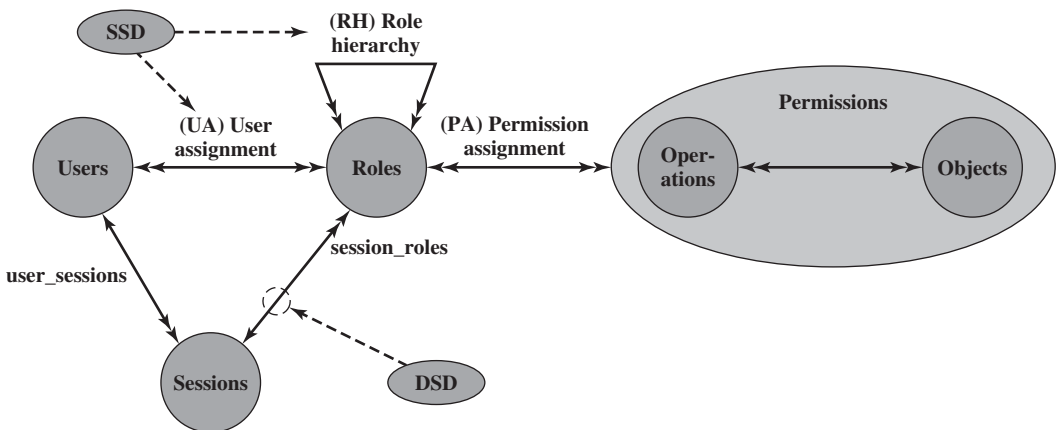 SSD
(RH) Role
hierarchy
(UA) User
assignment
(PA) Permission
assignment
Permissions
Users
Roles
Oper-
ations
Objects
session_roles
user_sessions
Sessions
DSD